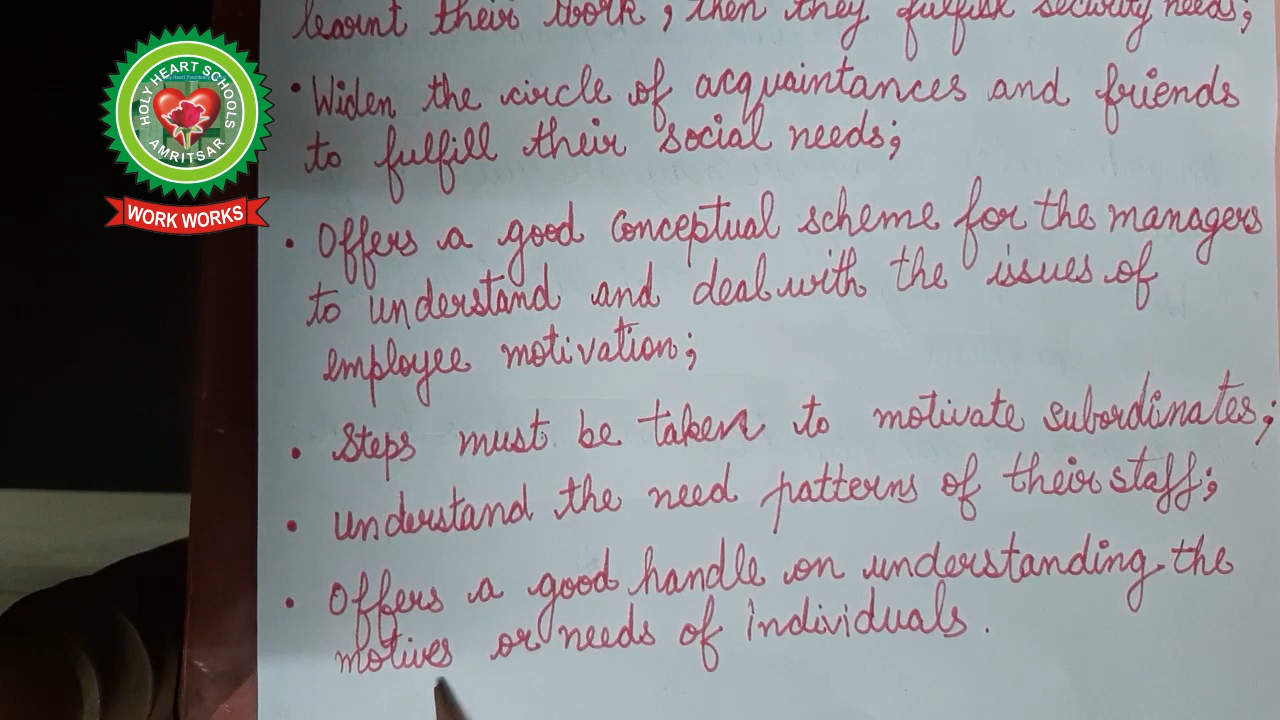 learnt their work, then they fulfill security needs;
• Widen the circle of acquaintances and friends
to fulfill their social needs;
• Offers a good conceptual scheme for the managers
to understand and deal with the issues of
employee motivation;
• Steps must be taken to motivate subordinates;
• understand the need patterns of their staff;
• Offers a good handle on understanding the
motives or needs of individuals.
HOLY HEART SCHOOLS
AMRITSAR
WORK WORKS